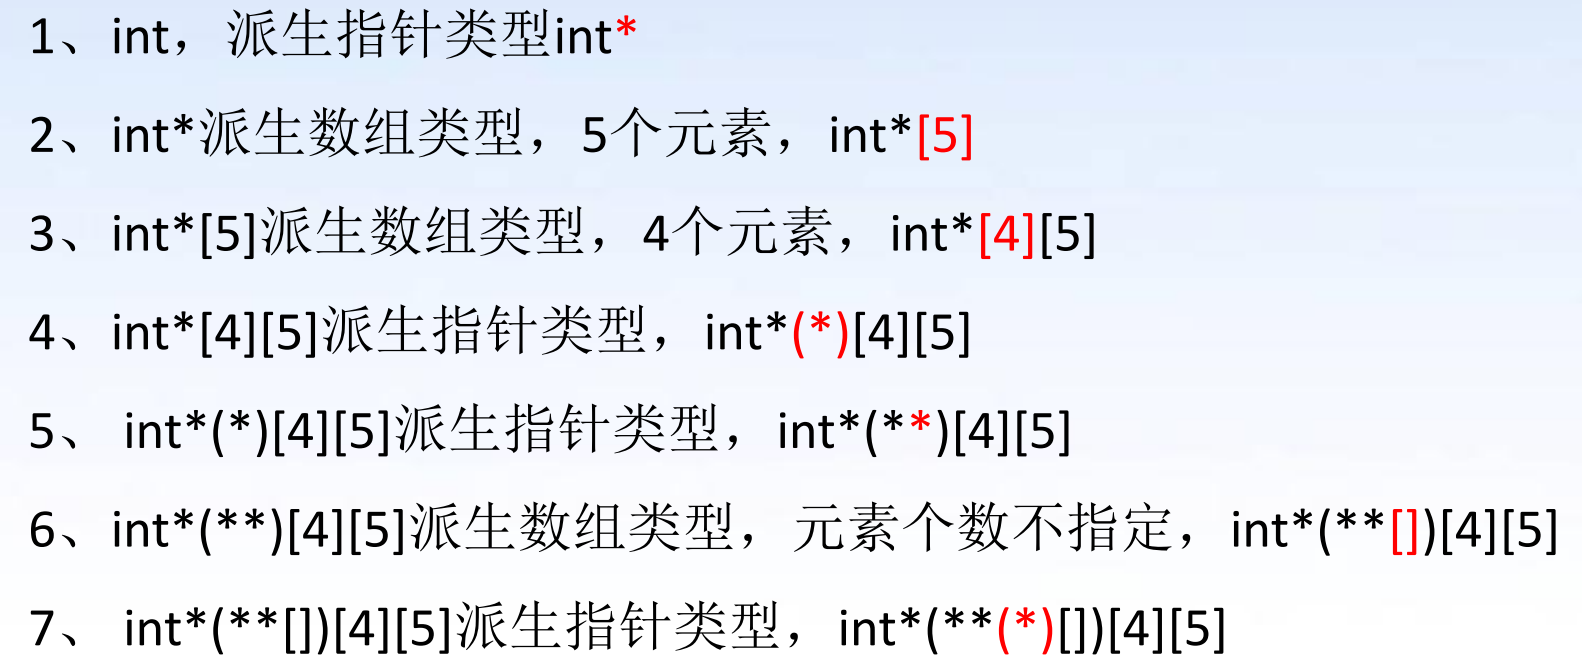 1、int，派生指针类型int*
2、int*派生数组类型，5个元素，int*[5]
3、int*[5]派生数组类型，4个元素，int*[4][5]
4、int*[4][5]派生指针类型，int*(*)[4][5]
5、 int*(*)[4][5]派生指针类型，int*(**)[4][5]
6、int*(**)[4][5]派生数组类型，元素个数不指定，int*(**[])[4][5]
7、 int*(**[])[4][5]派生指针类型，int*(**(*)[])[4][5]